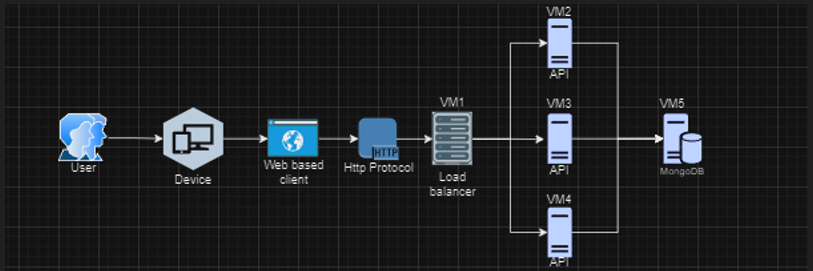 User
Device
Web based
client
HTTP
Http Protocol
VM1
Load
balancer
VM2
API
VM3
API
VM4
API
VM5
MongoDB